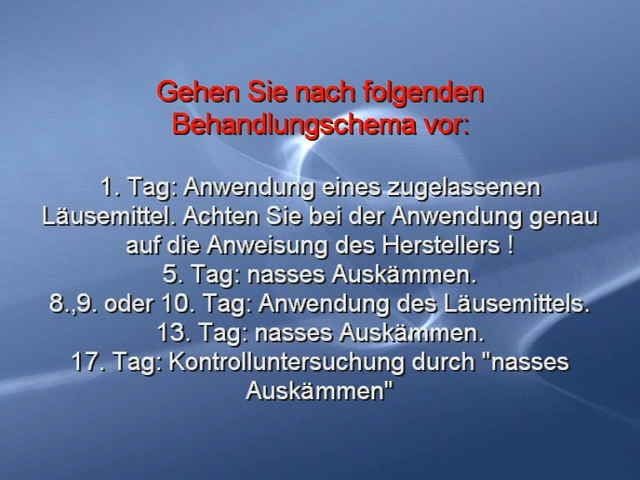 Gehen Sie nach folgenden
Behandlungschema vor:
1. Tag: Anwendung eines zugelassenen
Läusemittel. Achten Sie bei der Anwendung genau
auf die Anweisung des Herstellers !
5. Tag: nasses Auskämmen.
8.,9. oder 10. Tag: Anwendung des Läusemittels.
13. Tag: nasses Auskämmen.
17. Tag: Kontrolluntersuchung durch "nasses
Auskämmen"